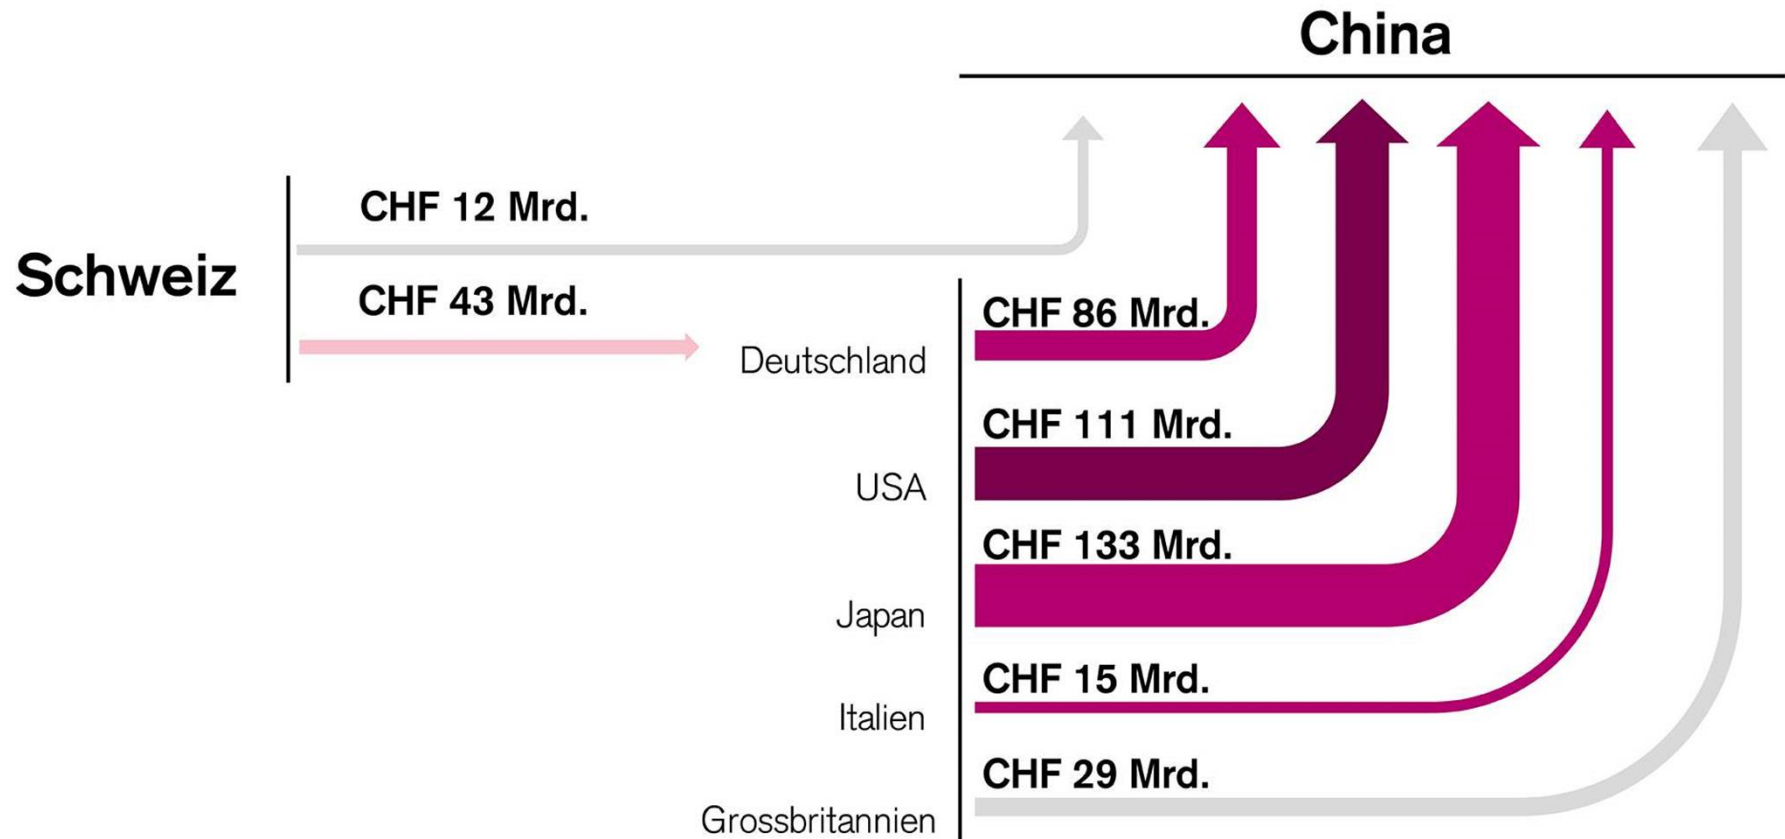 China
CHF 12 Mrd.
Schweiz
CHF 43 Mrd.
CHF 86 Mrd.
Deutschland
CHF 111 Mrd.
USA
CHF 133 Mrd.
Japan
CHF 15 Mrd.
Italien
CHF 29 Mrd.
Grossbritannien